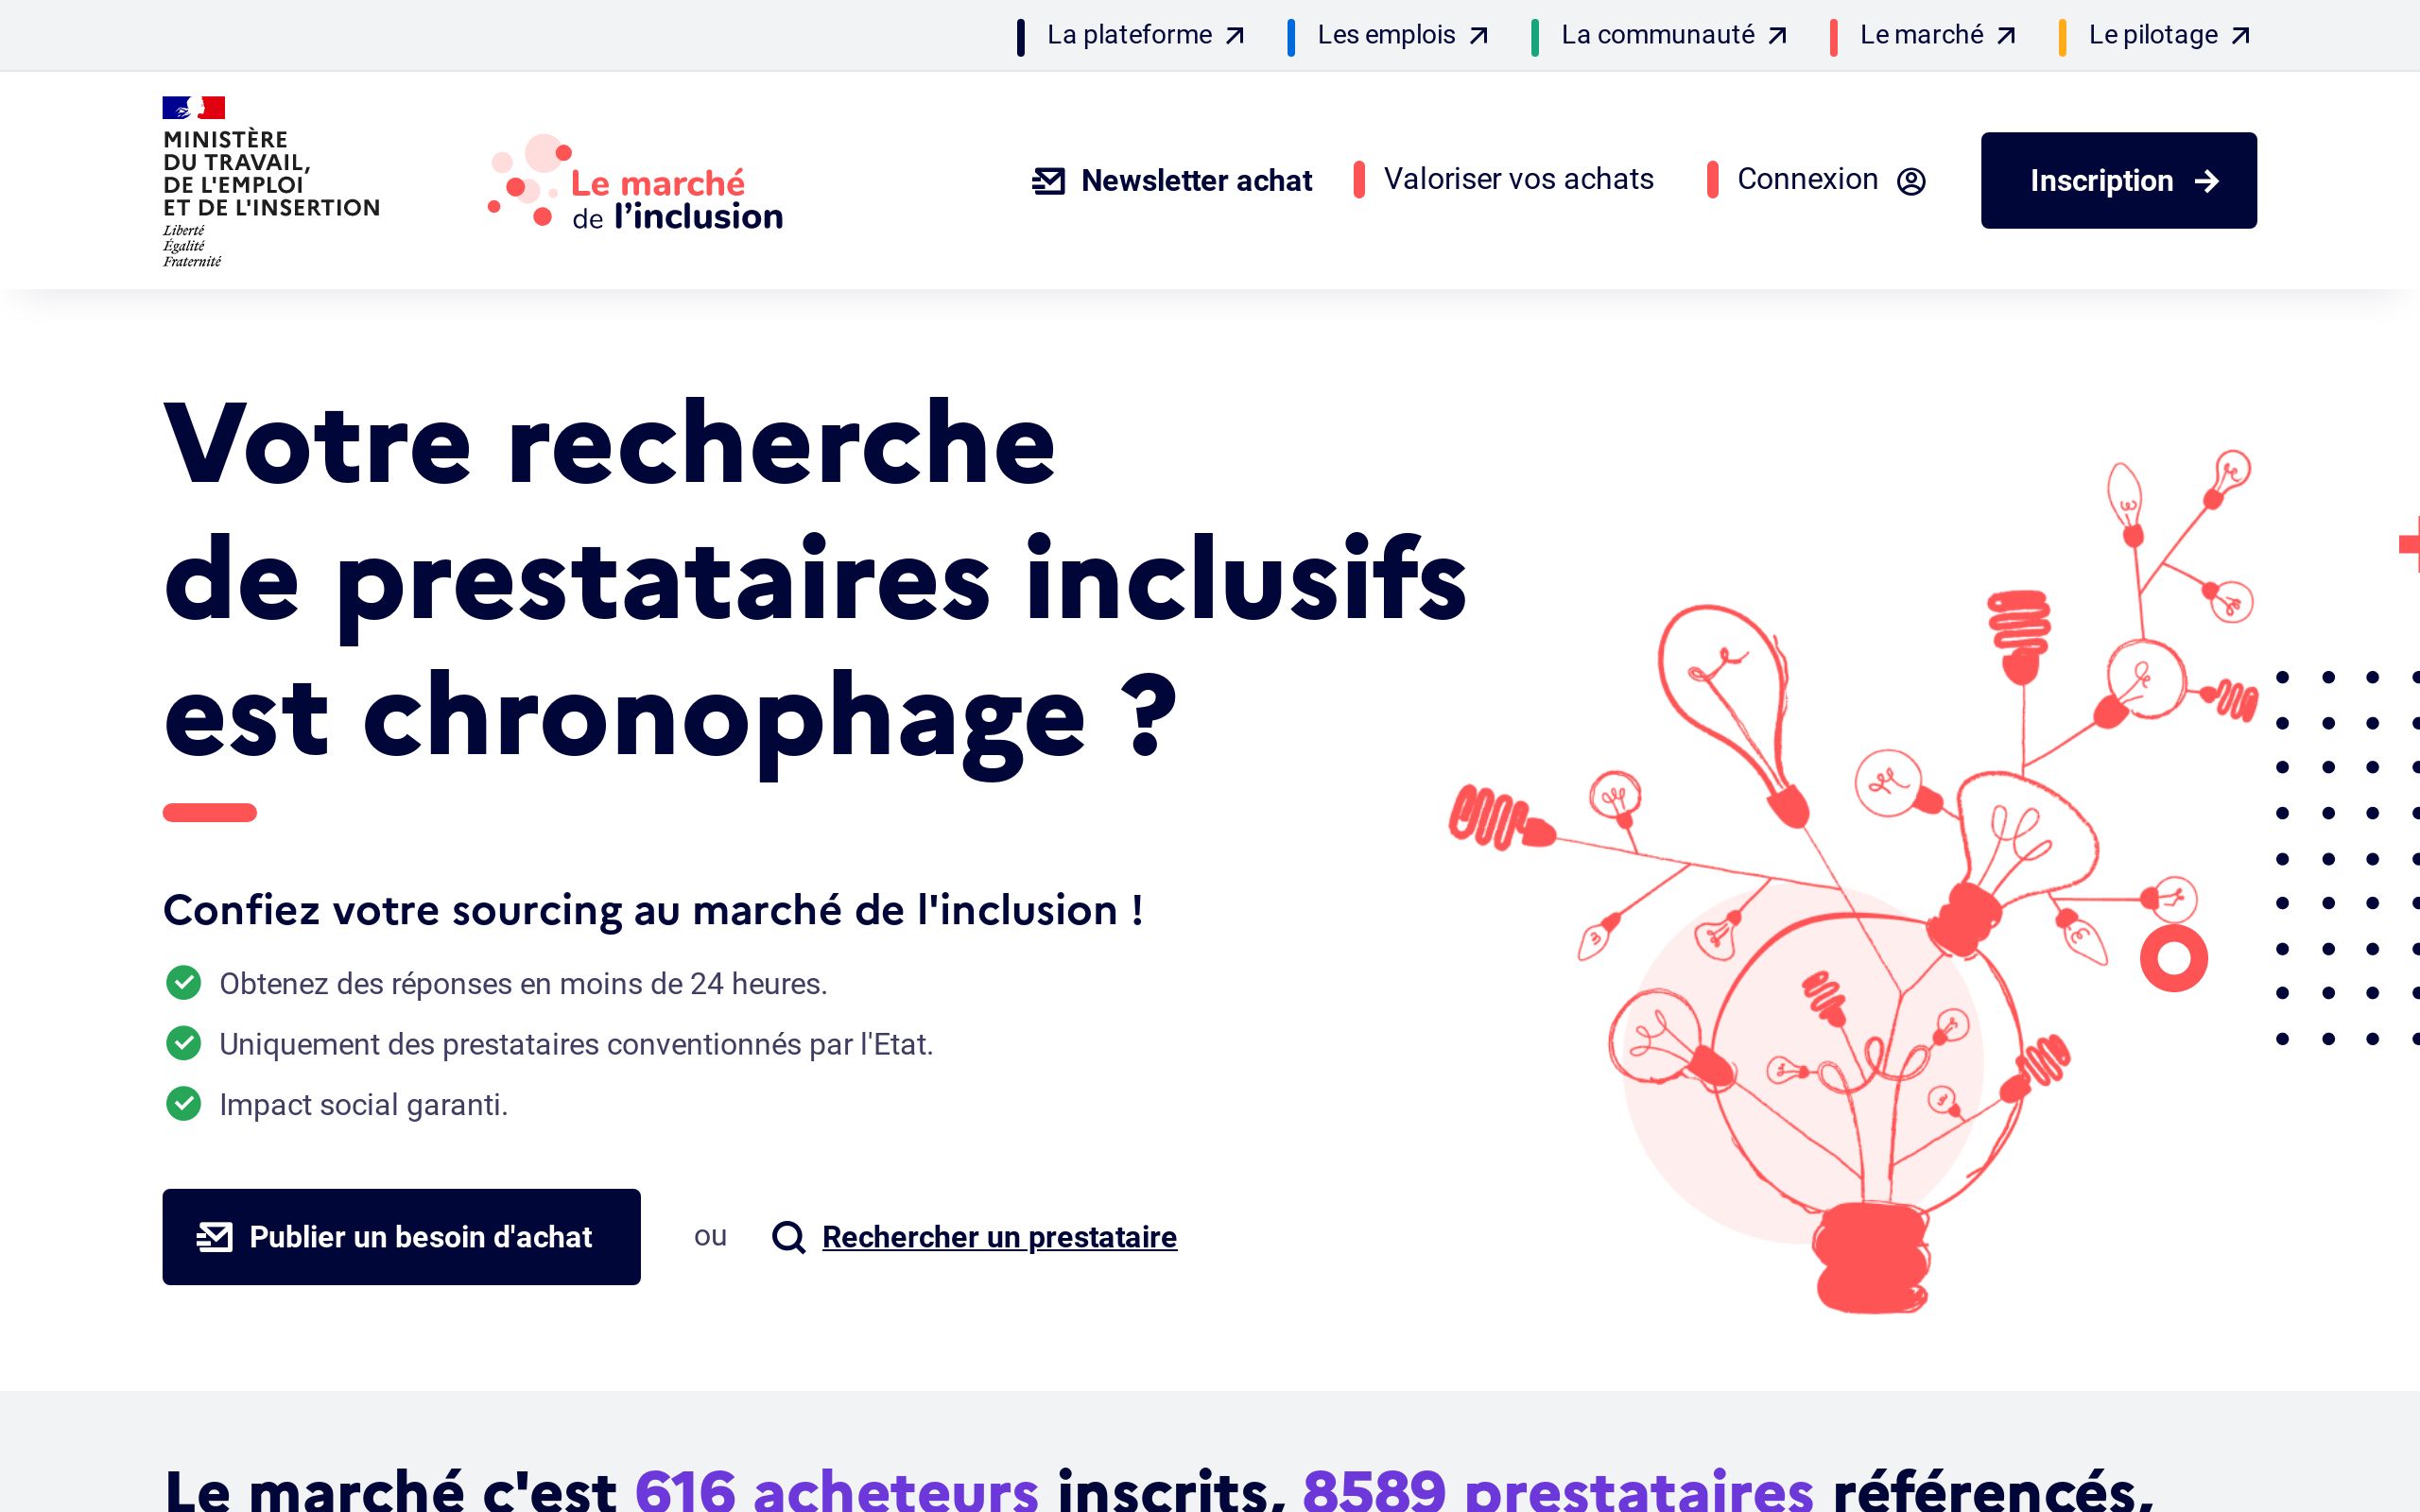 La plateforme
Les emplois
La communauté
Le marché
Le pilotage
MINISTÈRE
DU TRAVAIL,
DE L'EMPLOI
ET DE L'INSERTION
Liberté
Égalité
Fraternité
Le marché
de l'inclusion
Newsletter achat
Valoriser vos achats
Connexion
Inscription
Votre recherche
de prestataires inclusifs
est chronophage ?
Confiez votre sourcing au marché de l'inclusion !
Obtenez des réponses en moins de 24 heures.
Uniquement des prestataires conventionnés par l'Etat.
Impact social garanti.
Publier un besoin d'achat
ou
Rechercher un prestataire
Le marché c'est 616 acheteurs inscrits, 8589 prestataires référencés,